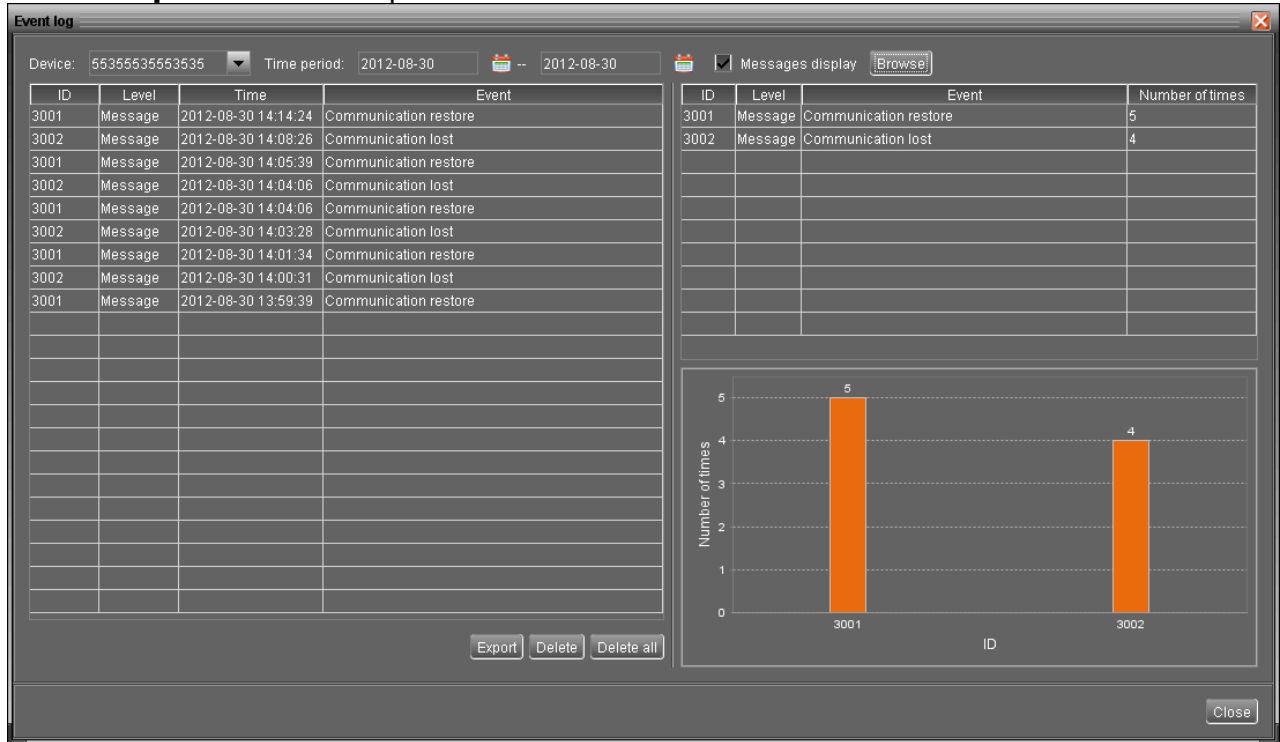 Event log
Device: 55355535553535 Time period: 2012-08-30 -- 2012-08-30 Messages display Browse
ID Level Time Event
3001 Message 2012-08-30 14:14:24 Communication restore
3002 Message 2012-08-30 14:08:26 Communication lost
3001 Message 2012-08-30 14:05:39 Communication restore
3002 Message 2012-08-30 14:04:06 Communication lost
3001 Message 2012-08-30 14:04:06 Communication restore
3002 Message 2012-08-30 14:03:28 Communication lost
3001 Message 2012-08-30 14:01:34 Communication restore
3002 Message 2012-08-30 14:00:31 Communication lost
3001 Message 2012-08-30 13:59:39 Communication restore
Export Delete Delete all
ID Level Event Number of times
3001 Message Communication restore 5
3002 Message Communication lost 4
Number of times
5
4
3
2
1
0
5
4
3001 3002
ID
Close